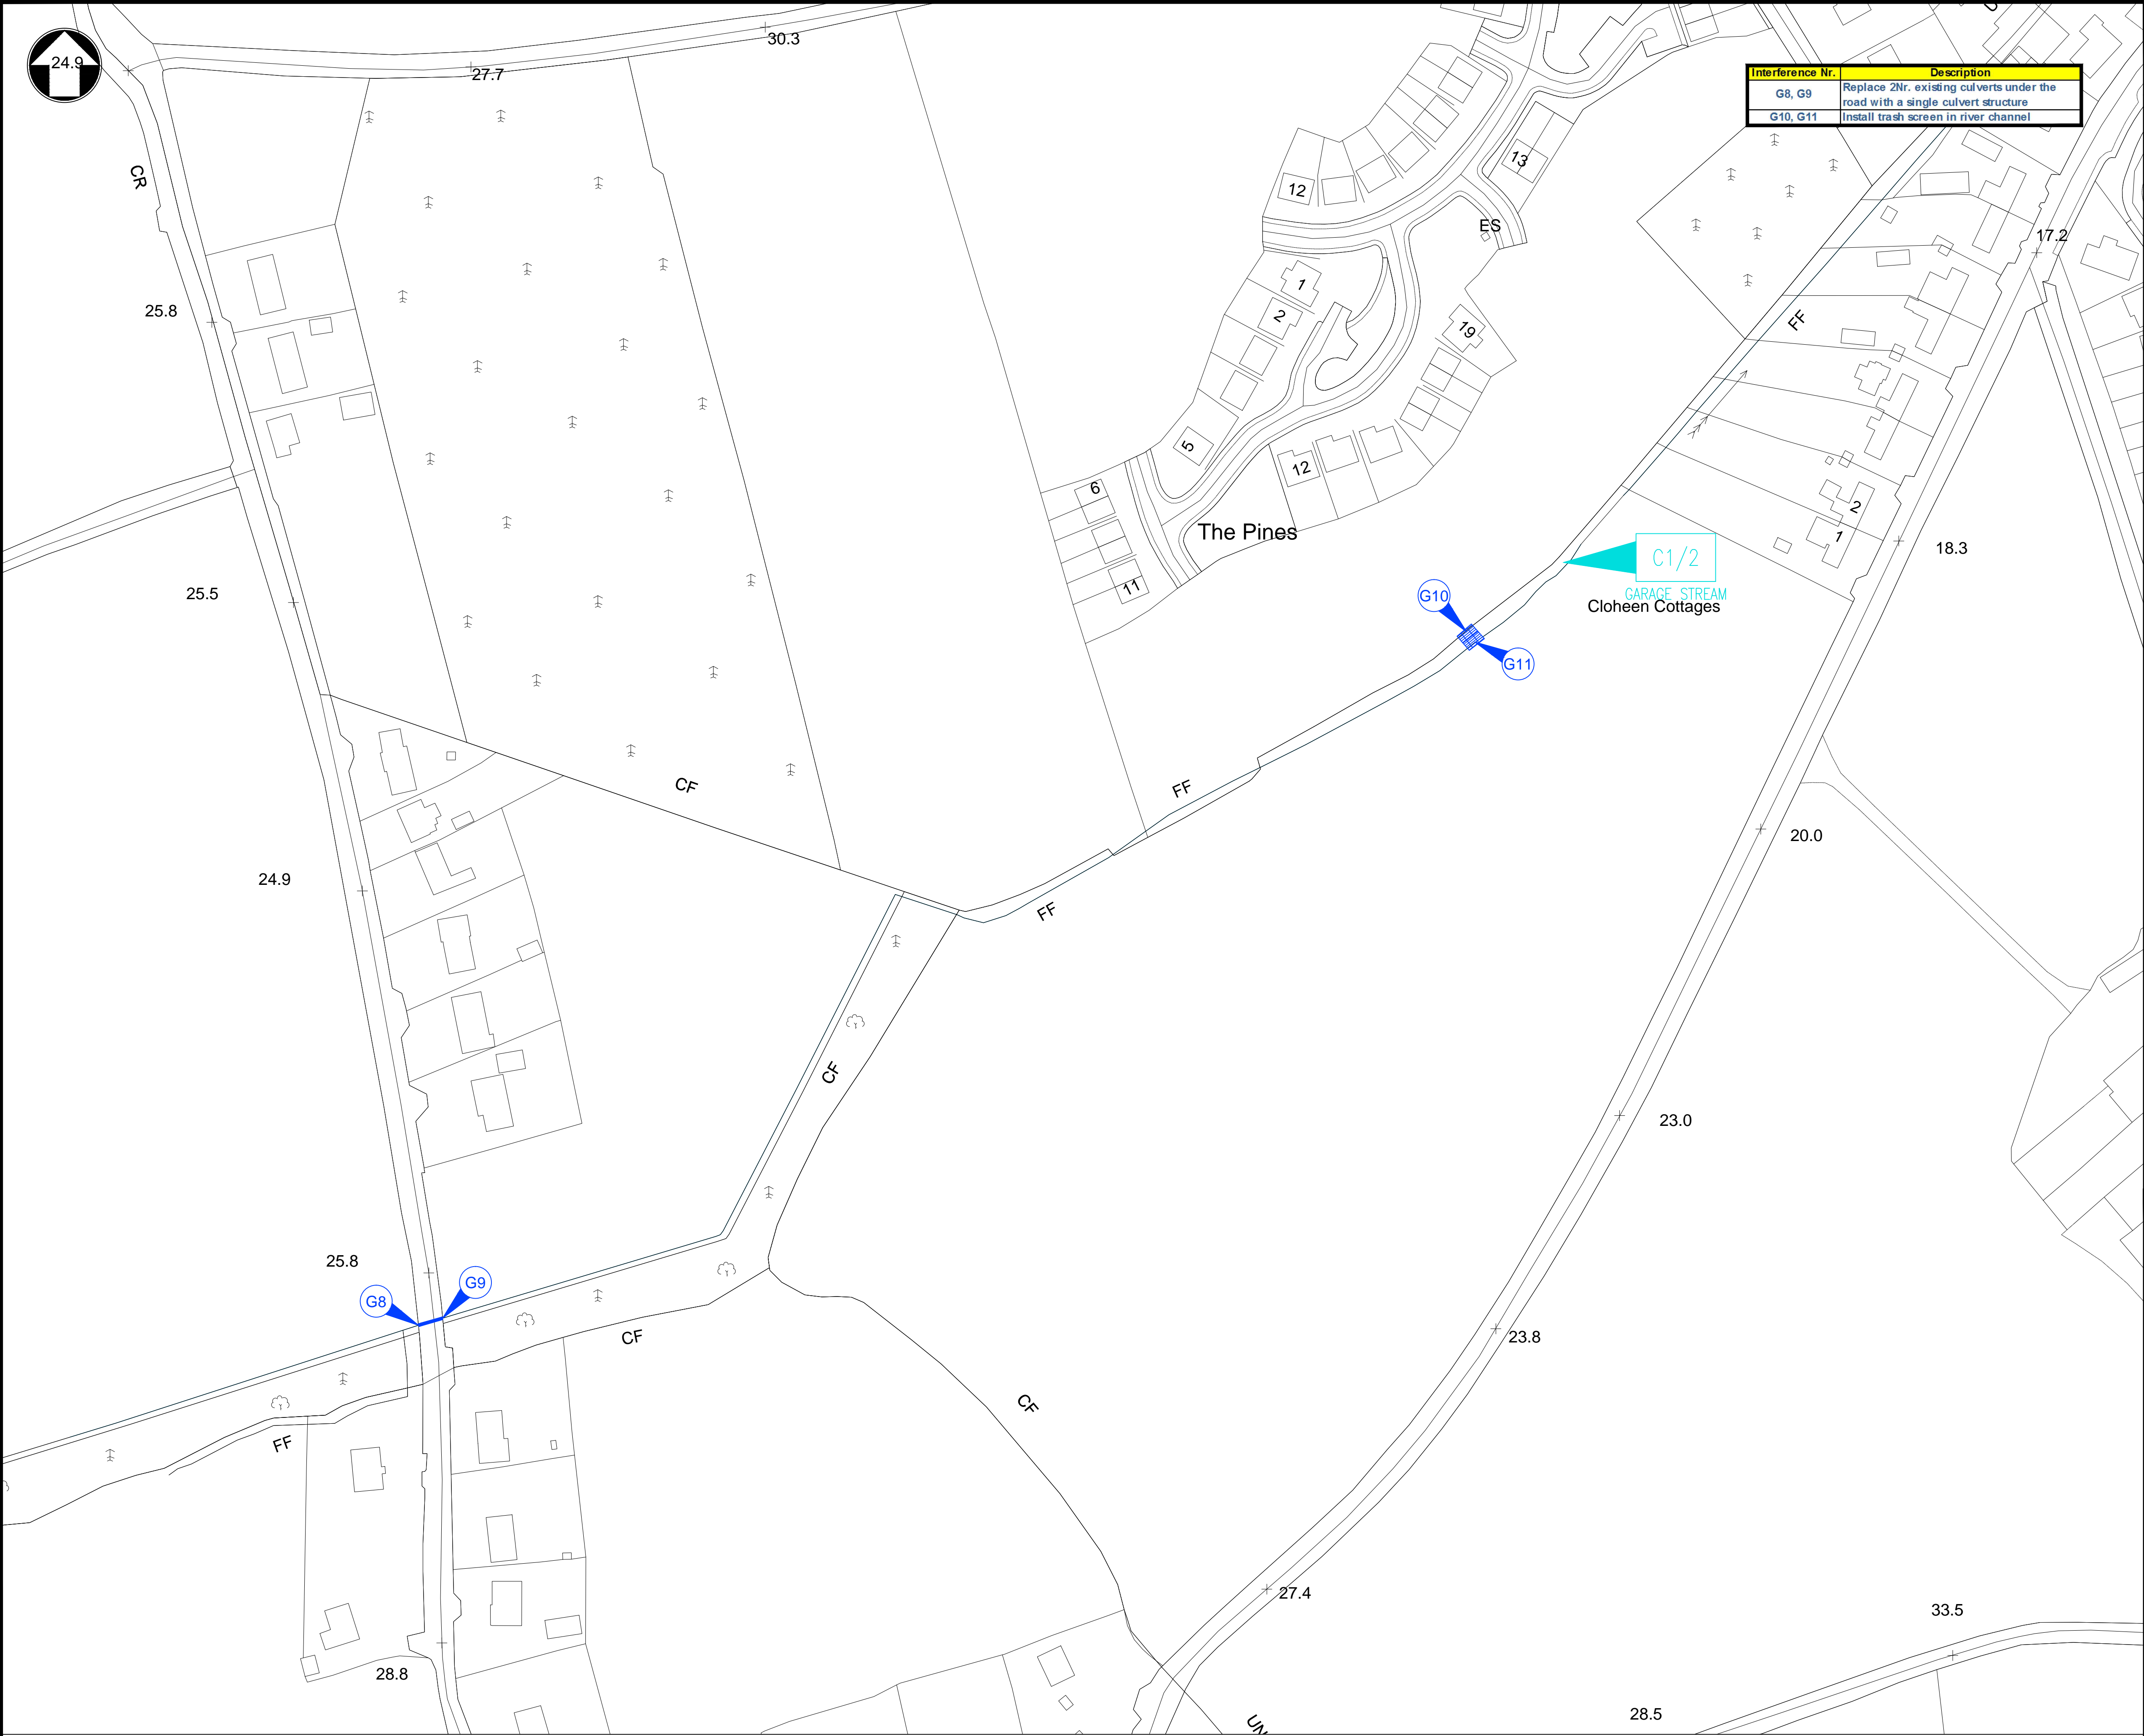 24.9
30.3
27.7
Interference Nr. Description
G8, G9 Replace 2Nr. existing culverts under the
road with a single culvert structure
G10, G11 Install trash screen in river channel
CR
13
12
ES
17.2
25.8
1
2
19
FF
5
12
6
The Pines
2
1
18.3
C1/2
GARAGE STREAM
Cloheen Cottages
11
25.5
G10
G11
CF
FF
20.0
24.9
FF
CF
23.0
25.8
G9
G8
CF
23.8
CF
FF
27.4
33.5
28.8
28.5
UN